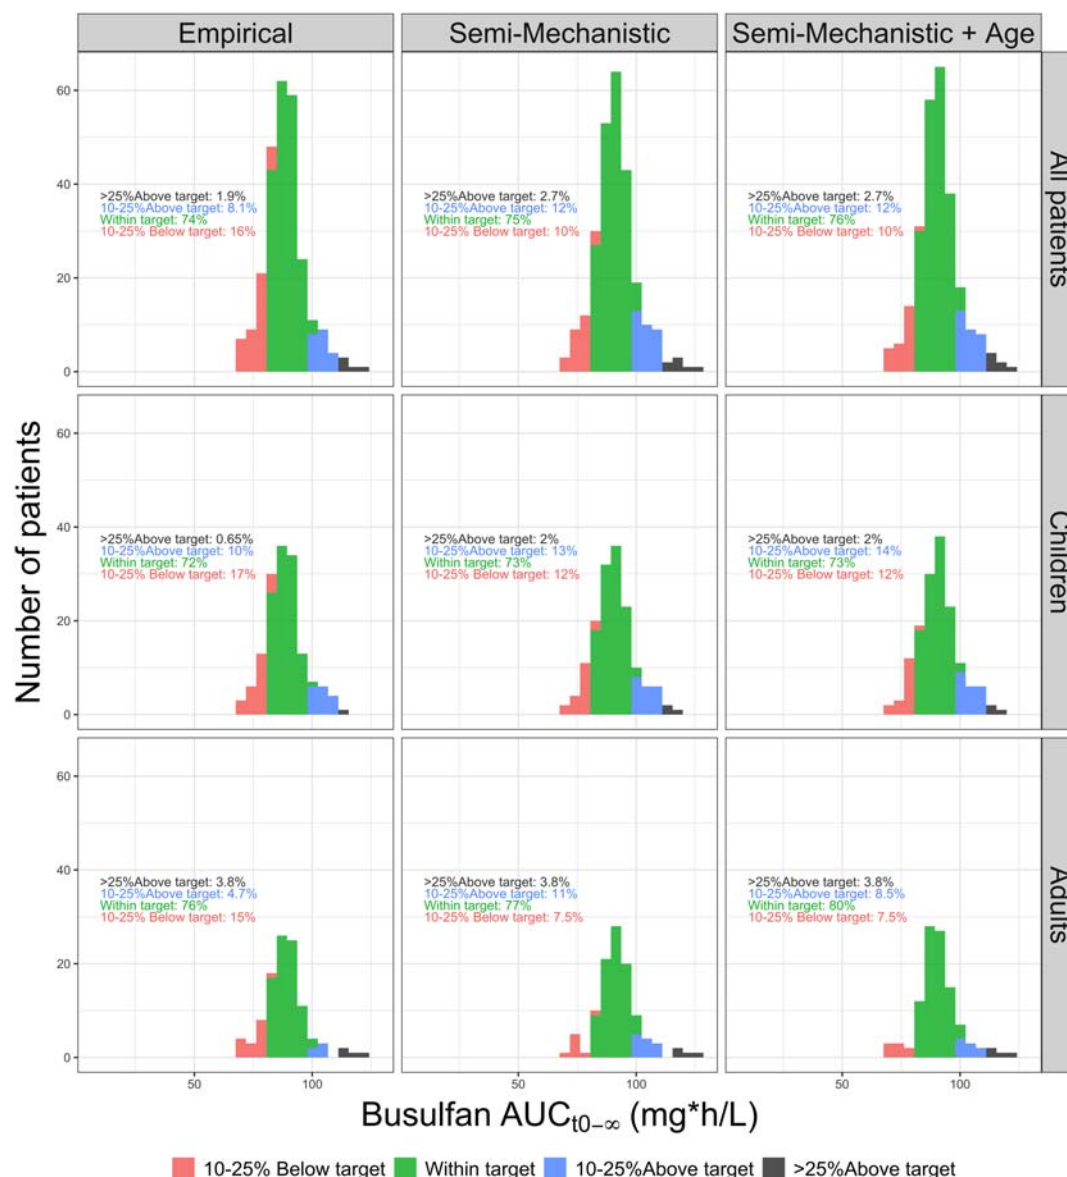 Empirical
Semi-Mechanistic
Semi-Mechanistic + Age
60
40
20
0
>25%Above target: 1.9%
10-25%Above target: 8.1%
Within target: 74%
10-25% Below target: 16%
>25%Above target: 2.7%
10-25%Above target: 12%
Within target: 75%
10-25% Below target: 10%
>25%Above target: 2.7%
10-25%Above target: 12%
Within target: 76%
10-25% Below target: 10%
All patients
60
40
20
0
>25%Above target: 0.65%
10-25%Above target: 10%
Within target: 72%
10-25% Below target: 17%
>25%Above target: 2%
10-25%Above target: 13%
Within target: 73%
10-25% Below target: 12%
>25%Above target: 2%
10-25%Above target: 14%
Within target: 73%
10-25% Below target: 12%
Children
60
40
20
0
>25%Above target: 3.8%
10-25%Above target: 4.7%
Within target: 76%
10-25% Below target: 15%
>25%Above target: 3.8%
10-25%Above target: 11%
Within target: 77%
10-25% Below target: 7.5%
>25%Above target: 3.8%
10-25%Above target: 8.5%
Within target: 80%
10-25% Below target: 7.5%
Adults
Number of patients
50 100
50 100
50 100
Busulfan AUCt0−∞ (mg*h/L)
10-25% Below target
Within target
10-25%Above target
>25%Above target